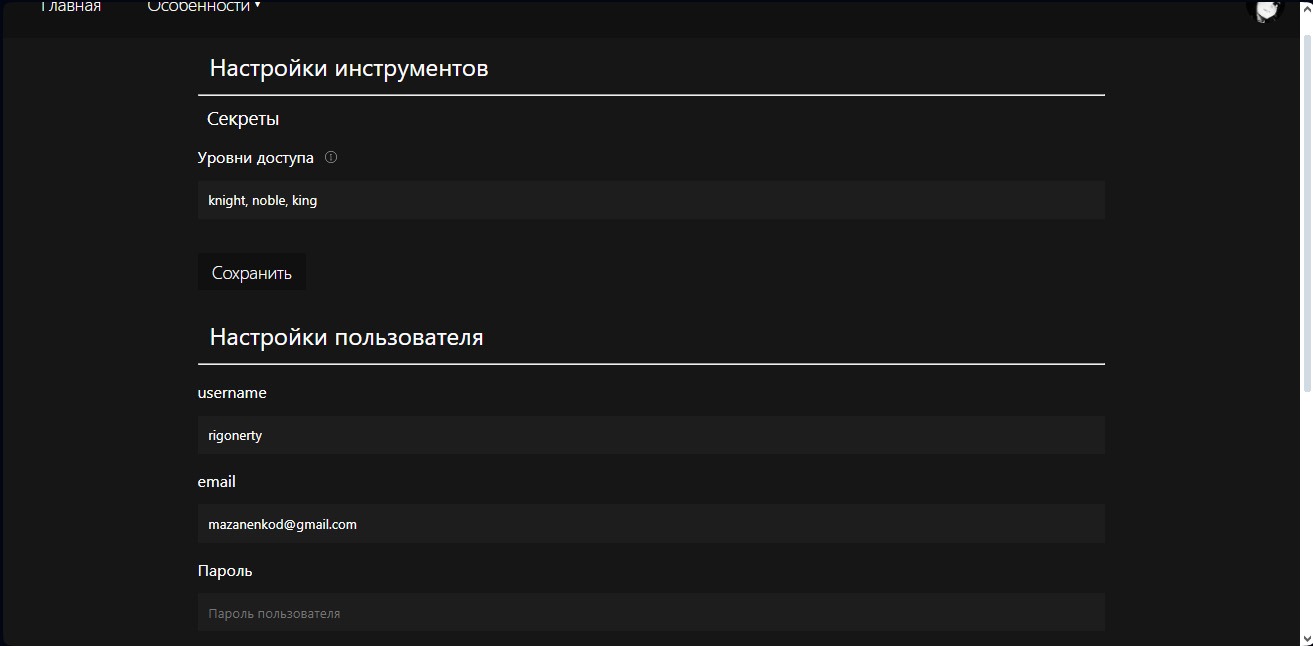 Главная Особенности ▾
Настройки инструментов
Секреты
Уровни доступа ⓘ
knight, noble, king
Сохранить
Настройки пользователя
username
rigonerty
email
mazanenkod@gmail.com
Пароль
Пароль пользователя